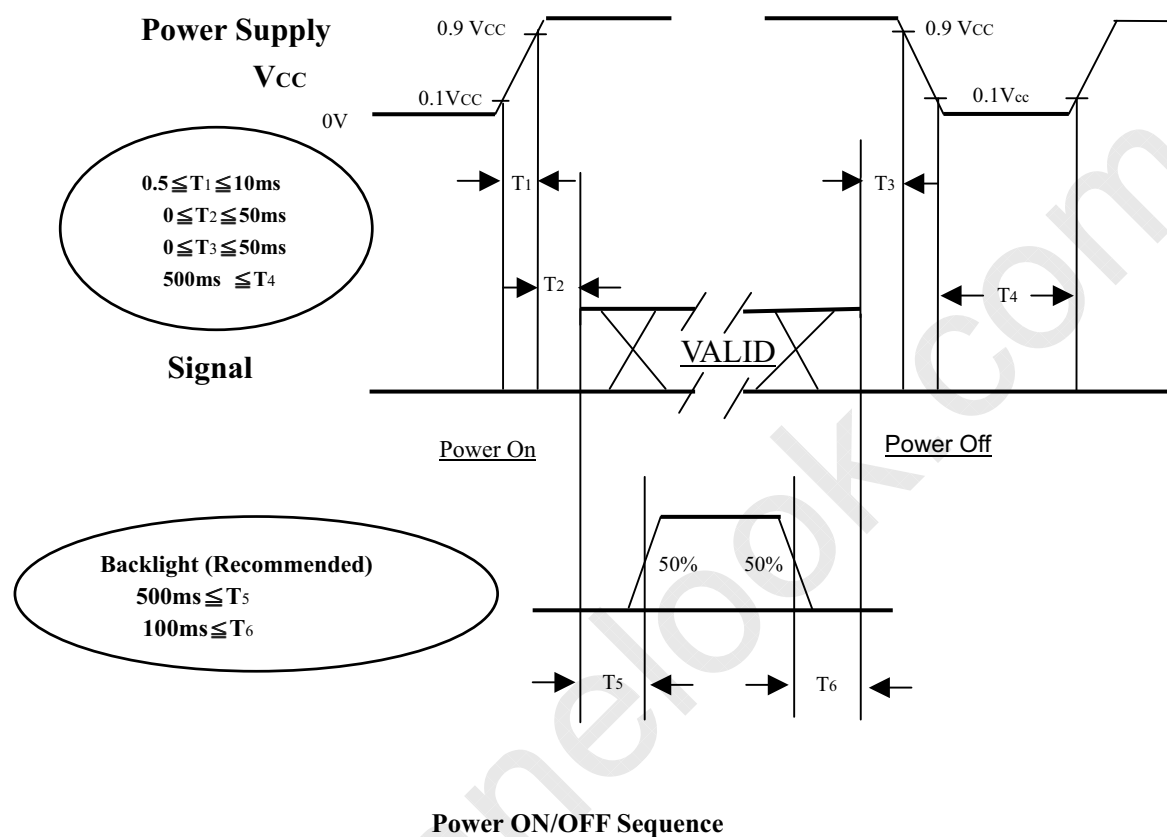 Power Supply
VCC
0.9 VCC
0.9 VCC
0.1VCC
0.1Vcc
0V
0.5≦T1≦10ms
0≦T2≦50ms
0≦T3≦50ms
500ms ≦T4
T1
T3
T2
T4
Signal
VALID
Power On
Power Off
Backlight (Recommended)
500ms≦T5
100ms≦T6
50%
50%
T5
T6
Power ON/OFF Sequence
nelook.com